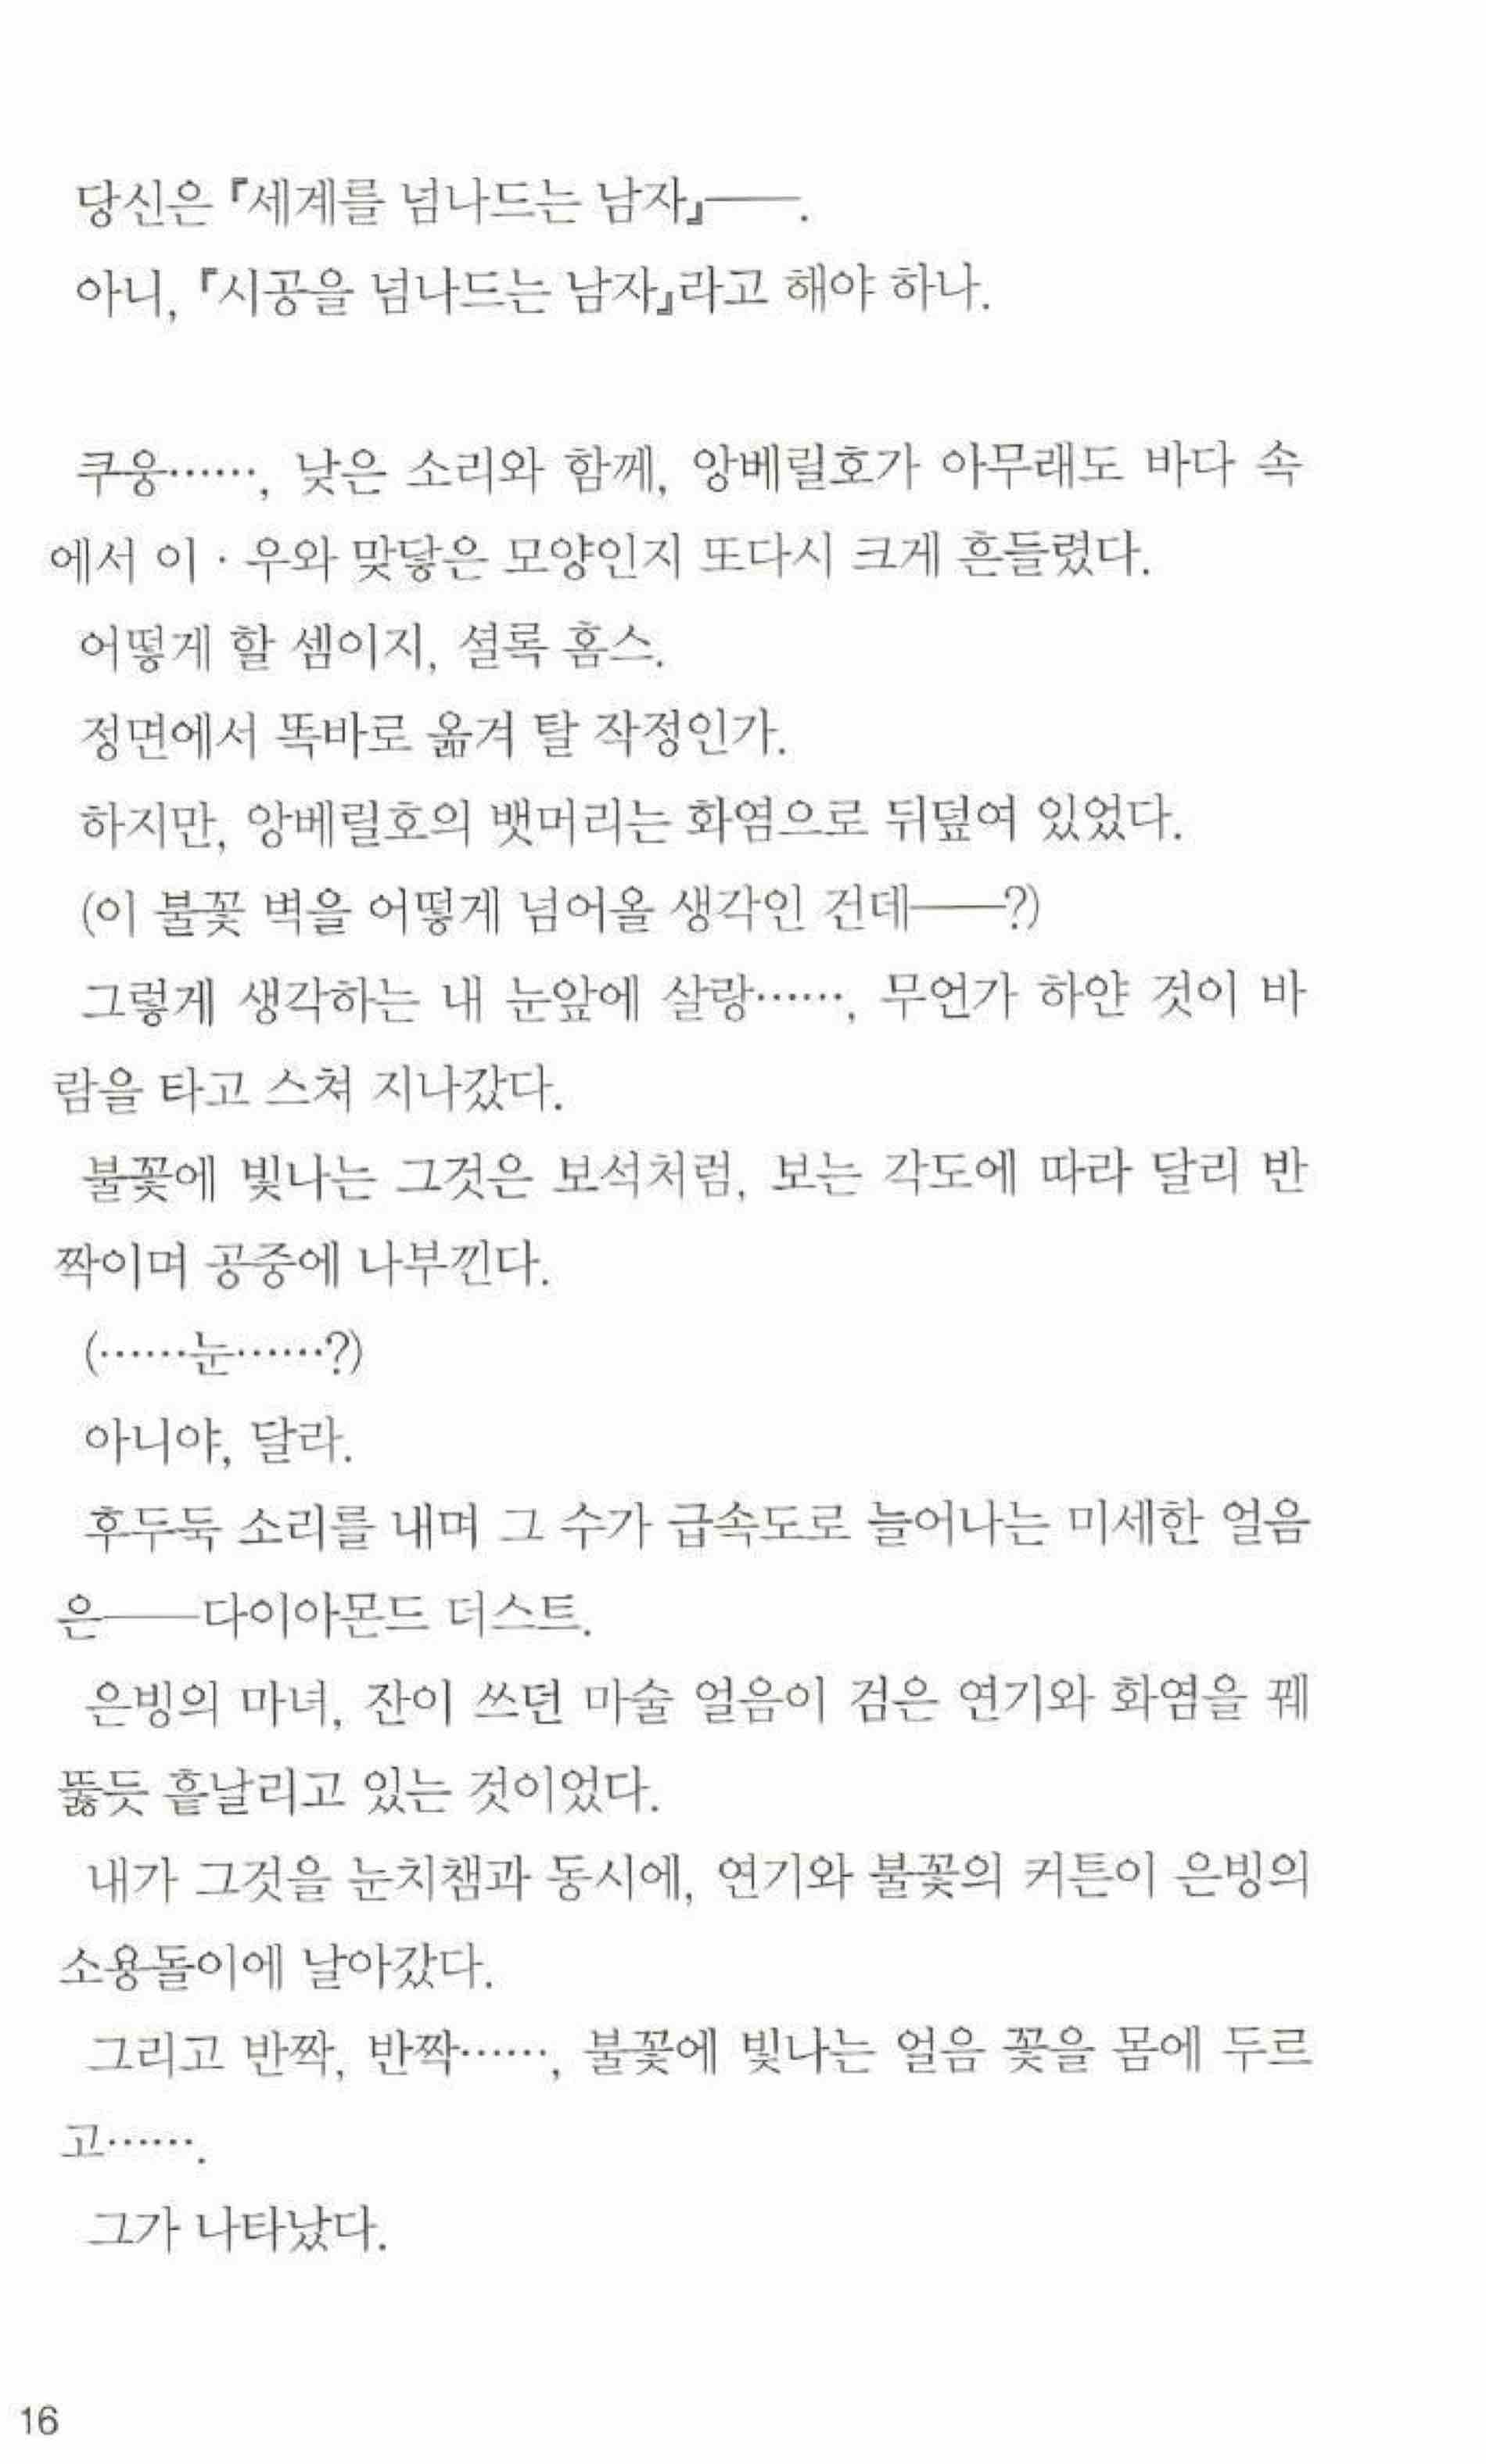 당신은 『세계를 넘나드는 남자』──.
아니, 『시공을 넘나드는 남자』라고 해야 하나.
쿠웅……, 낮은 소리와 함께, 앙베릴호가 아무래도 바다 속
에서 이 · 우와 맞닿은 모양인지 또다시 크게 흔들렸다.
어떻게 할 셈이지, 셜록 홈스.
정면에서 똑바로 옮겨 탈 작정인가.
하지만, 앙베릴호의 뱃머리는 화염으로 뒤덮여 있었다.
(이 불꽃 벽을 어떻게 넘어올 생각인 건데──?)
그렇게 생각하는 내 눈앞에 살랑……, 무언가 하얀 것이 바
람을 타고 스쳐 지나갔다.
불꽃에 빛나는 그것은 보석처럼, 보는 각도에 따라 달리 반
짝이며 공중에 나부낀다.
(……눈……?)
아니야, 달라.
후두둑 소리를 내며 그 수가 급속도로 늘어나는 미세한 얼음
은──다이아몬드 더스트.
은빙의 마녀, 잔이 쓰던 마술 얼음이 검은 연기와 화염을 꿰
뚫듯 흩날리고 있는 것이었다.
내가 그것을 눈치챔과 동시에, 연기와 불꽃의 커튼이 은빙의
소용돌이에 날아갔다.
그리고 반짝, 반짝……, 불꽃에 빛나는 얼음 꽃을 몸에 두르
고…….
그가 나타났다.
16